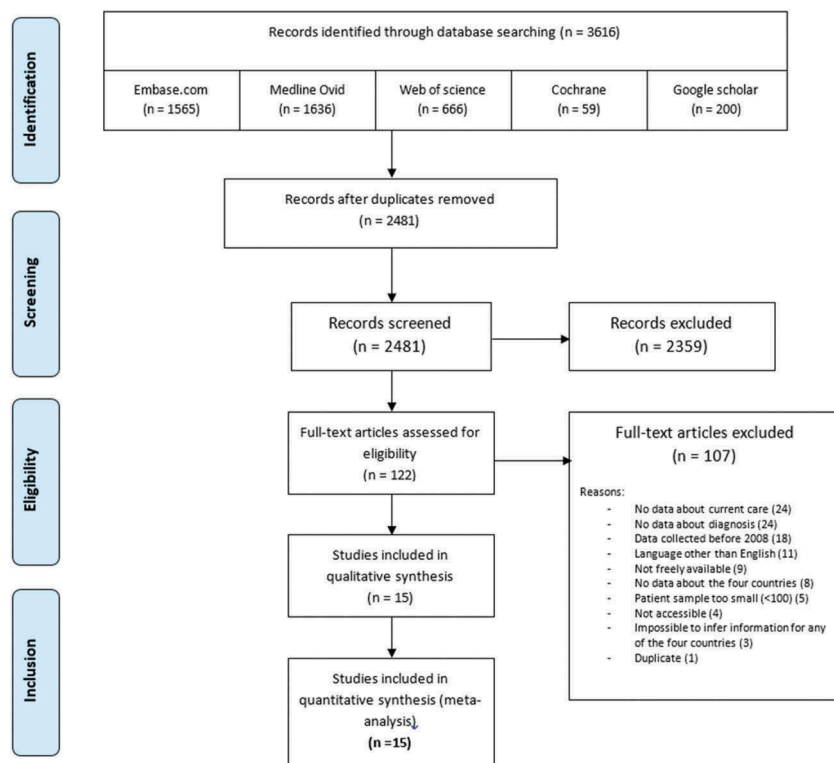 Identification
Records identified through database searching (n = 3616)
Embase.com
(n = 1565)
Medline Ovid
(n = 1636)
Web of science
(n = 666)
Cochrane
(n = 59)
Google scholar
(n = 200)
Records after duplicates removed
(n = 2481)
Screening
Records screened
(n = 2481)
Records excluded
(n = 2359)
Eligibility
Full-text articles assessed for
eligibility
(n = 122)
Full-text articles excluded
(n = 107)
Reasons:
- No data about current care (24)
- No data about diagnosis (24)
- Data collected before 2008 (18)
- Language other than English (11)
- Not freely available (9)
- No data about the four countries (8)
- Patient sample too small (<100) (5)
- Not accessible (4)
- Impossible to infer information for any
of the four countries (3)
- Duplicate (1)
Studies included in
qualitative synthesis
(n = 15)
Inclusion
Studies included in
quantitative synthesis (meta-
analysis)
(n =15)